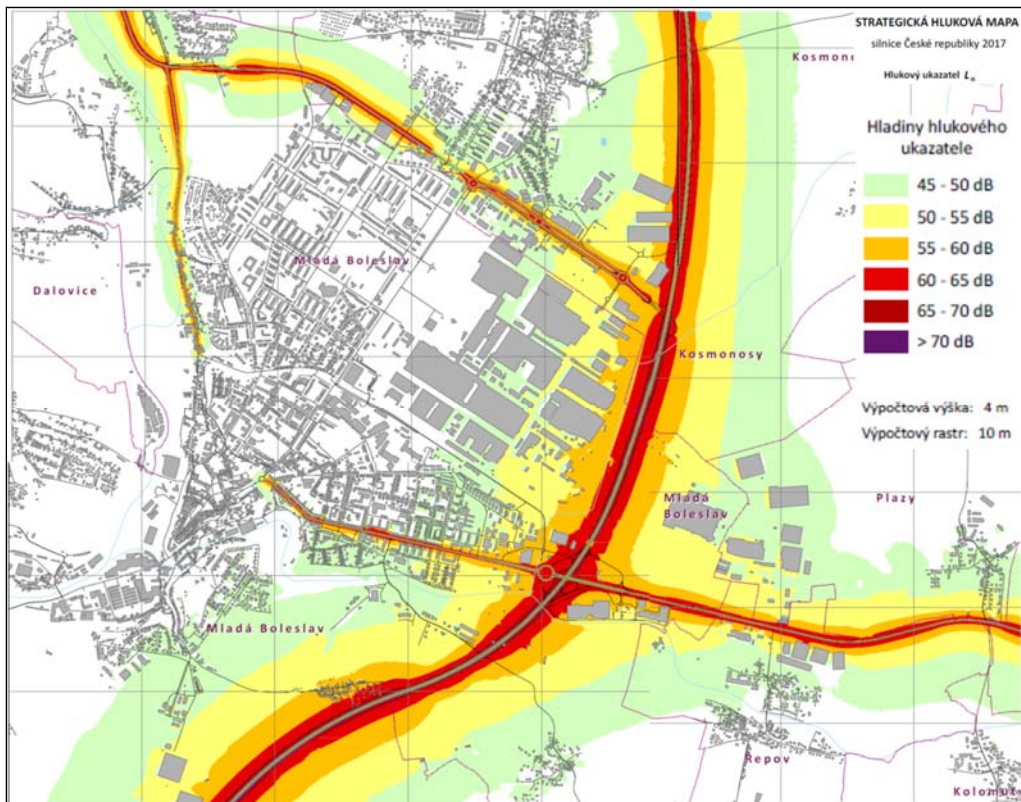 STRATEGICKÁ HLUKOVÁ MAPA
silnice České republiky 2017
Hlukový ukazatel Ln
Hladiny hlukového
ukazatele
45 - 50 dB
50 - 55 dB
55 - 60 dB
60 - 65 dB
65 - 70 dB
> 70 dB
Výpočtová výška: 4 m
Výpočtový rastr: 10 m
Kosmono
Mladá Boleslav
Dalovice
Kosmonosy
Mladá
Boleslav
Plazy
Mladá Boleslav
Řepov
Kolomut